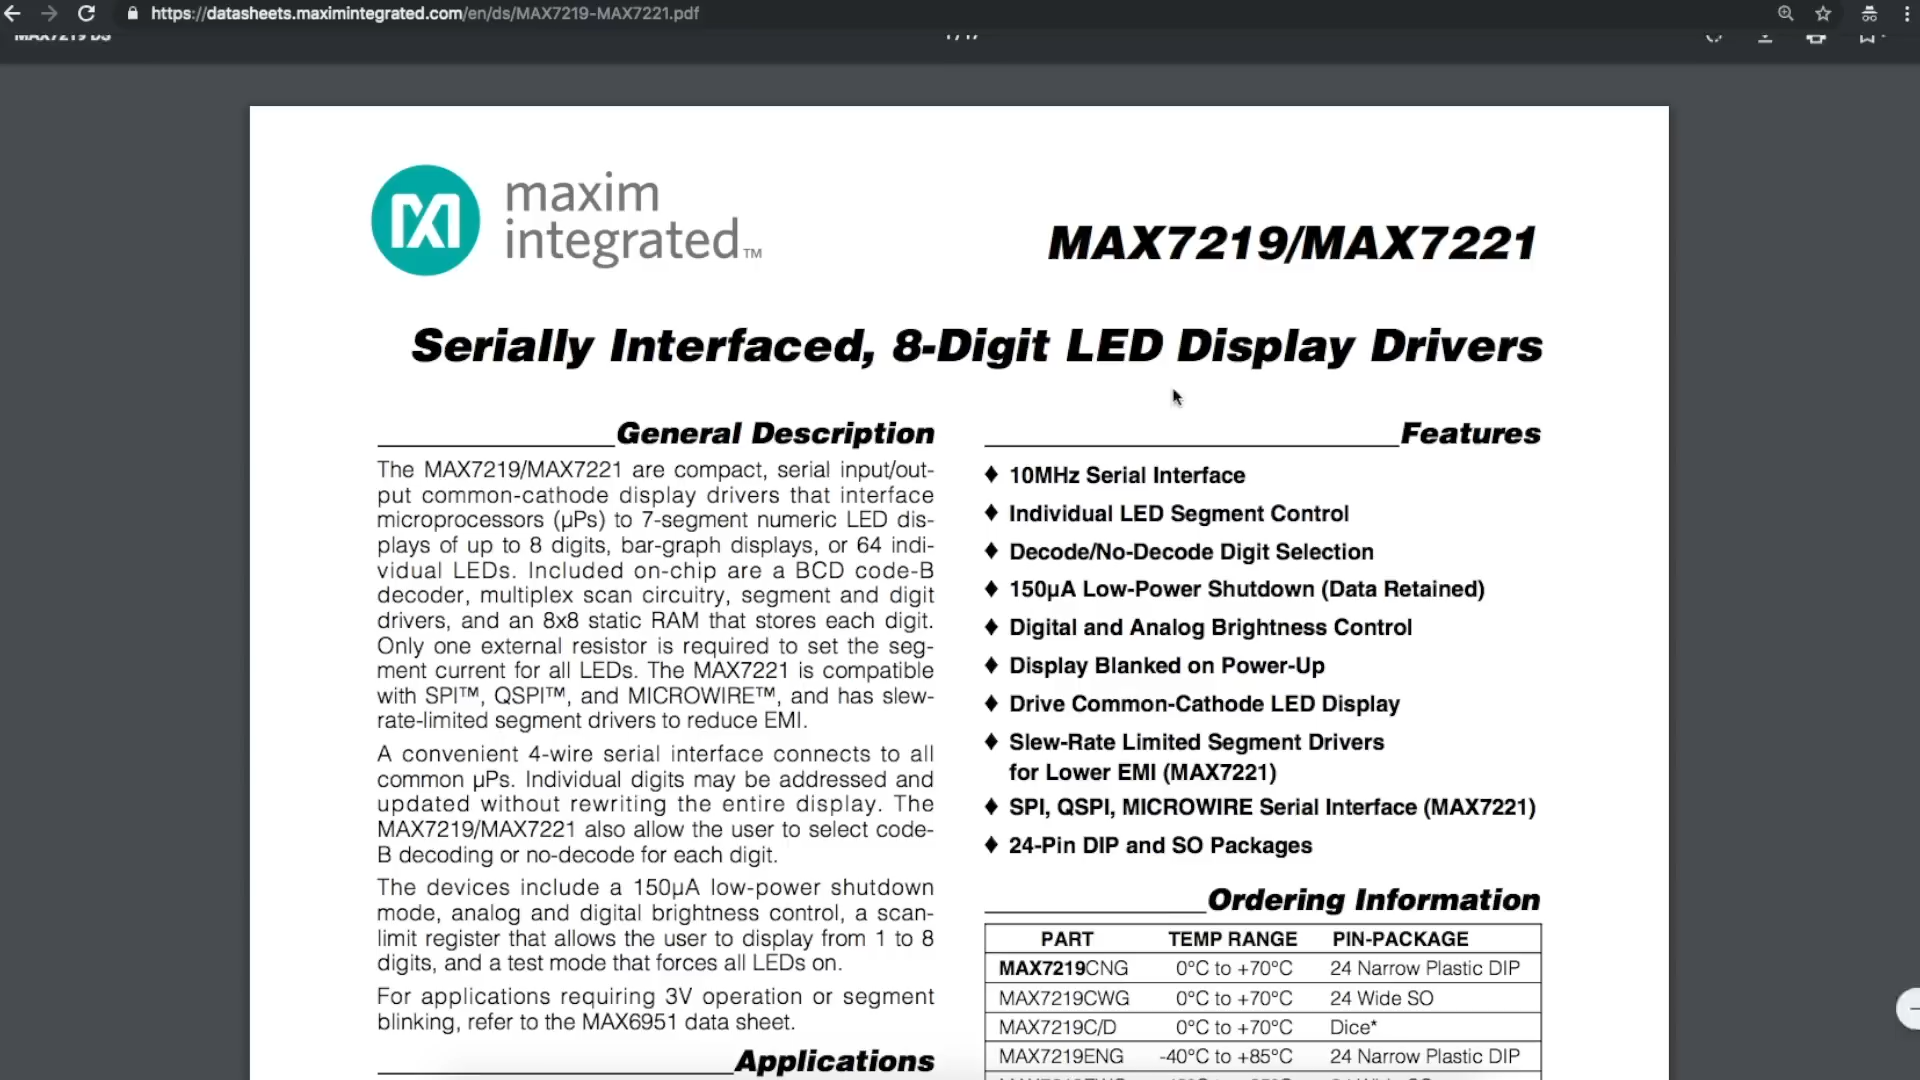 https://datasheets.maximintegrated.com/en/ds/MAX7219-MAX7221.pdf
maxim
integrated™
MAX7219/MAX7221
Serially Interfaced, 8-Digit LED Display Drivers
General Description
The MAX7219/MAX7221 are compact, serial input/out-
put common-cathode display drivers that interface
microprocessors (µPs) to 7-segment numeric LED dis-
plays of up to 8 digits, bar-graph displays, or 64 indi-
vidual LEDs. Included on-chip are a BCD code-B
decoder, multiplex scan circuitry, segment and digit
drivers, and an 8x8 static RAM that stores each digit.
Only one external resistor is required to set the seg-
ment current for all LEDs. The MAX7221 is compatible
with SPI™, QSPI™, and MICROWIRE™, and has slew-
rate-limited segment drivers to reduce EMI.
A convenient 4-wire serial interface connects to all
common µPs. Individual digits may be addressed and
updated without rewriting the entire display. The
MAX7219/MAX7221 also allow the user to select code-
B decoding or no-decode for each digit.
The devices include a 150µA low-power shutdown
mode, analog and digital brightness control, a scan-
limit register that allows the user to display from 1 to 8
digits, and a test mode that forces all LEDs on.
For applications requiring 3V operation or segment
blinking, refer to the MAX6951 data sheet.
Applications
Features
♦ 10MHz Serial Interface
♦ Individual LED Segment Control
♦ Decode/No-Decode Digit Selection
♦ 150µA Low-Power Shutdown (Data Retained)
♦ Digital and Analog Brightness Control
♦ Display Blanked on Power-Up
♦ Drive Common-Cathode LED Display
♦ Slew-Rate Limited Segment Drivers
for Lower EMI (MAX7221)
♦ SPI, QSPI, MICROWIRE Serial Interface (MAX7221)
♦ 24-Pin DIP and SO Packages
Ordering Information
PART TEMP RANGE PIN-PACKAGE
MAX7219CNG 0°C to +70°C 24 Narrow Plastic DIP
MAX7219CWG 0°C to +70°C 24 Wide SO
MAX7219C/D 0°C to +70°C Dice*
MAX7219ENG -40°C to +85°C 24 Narrow Plastic DIP